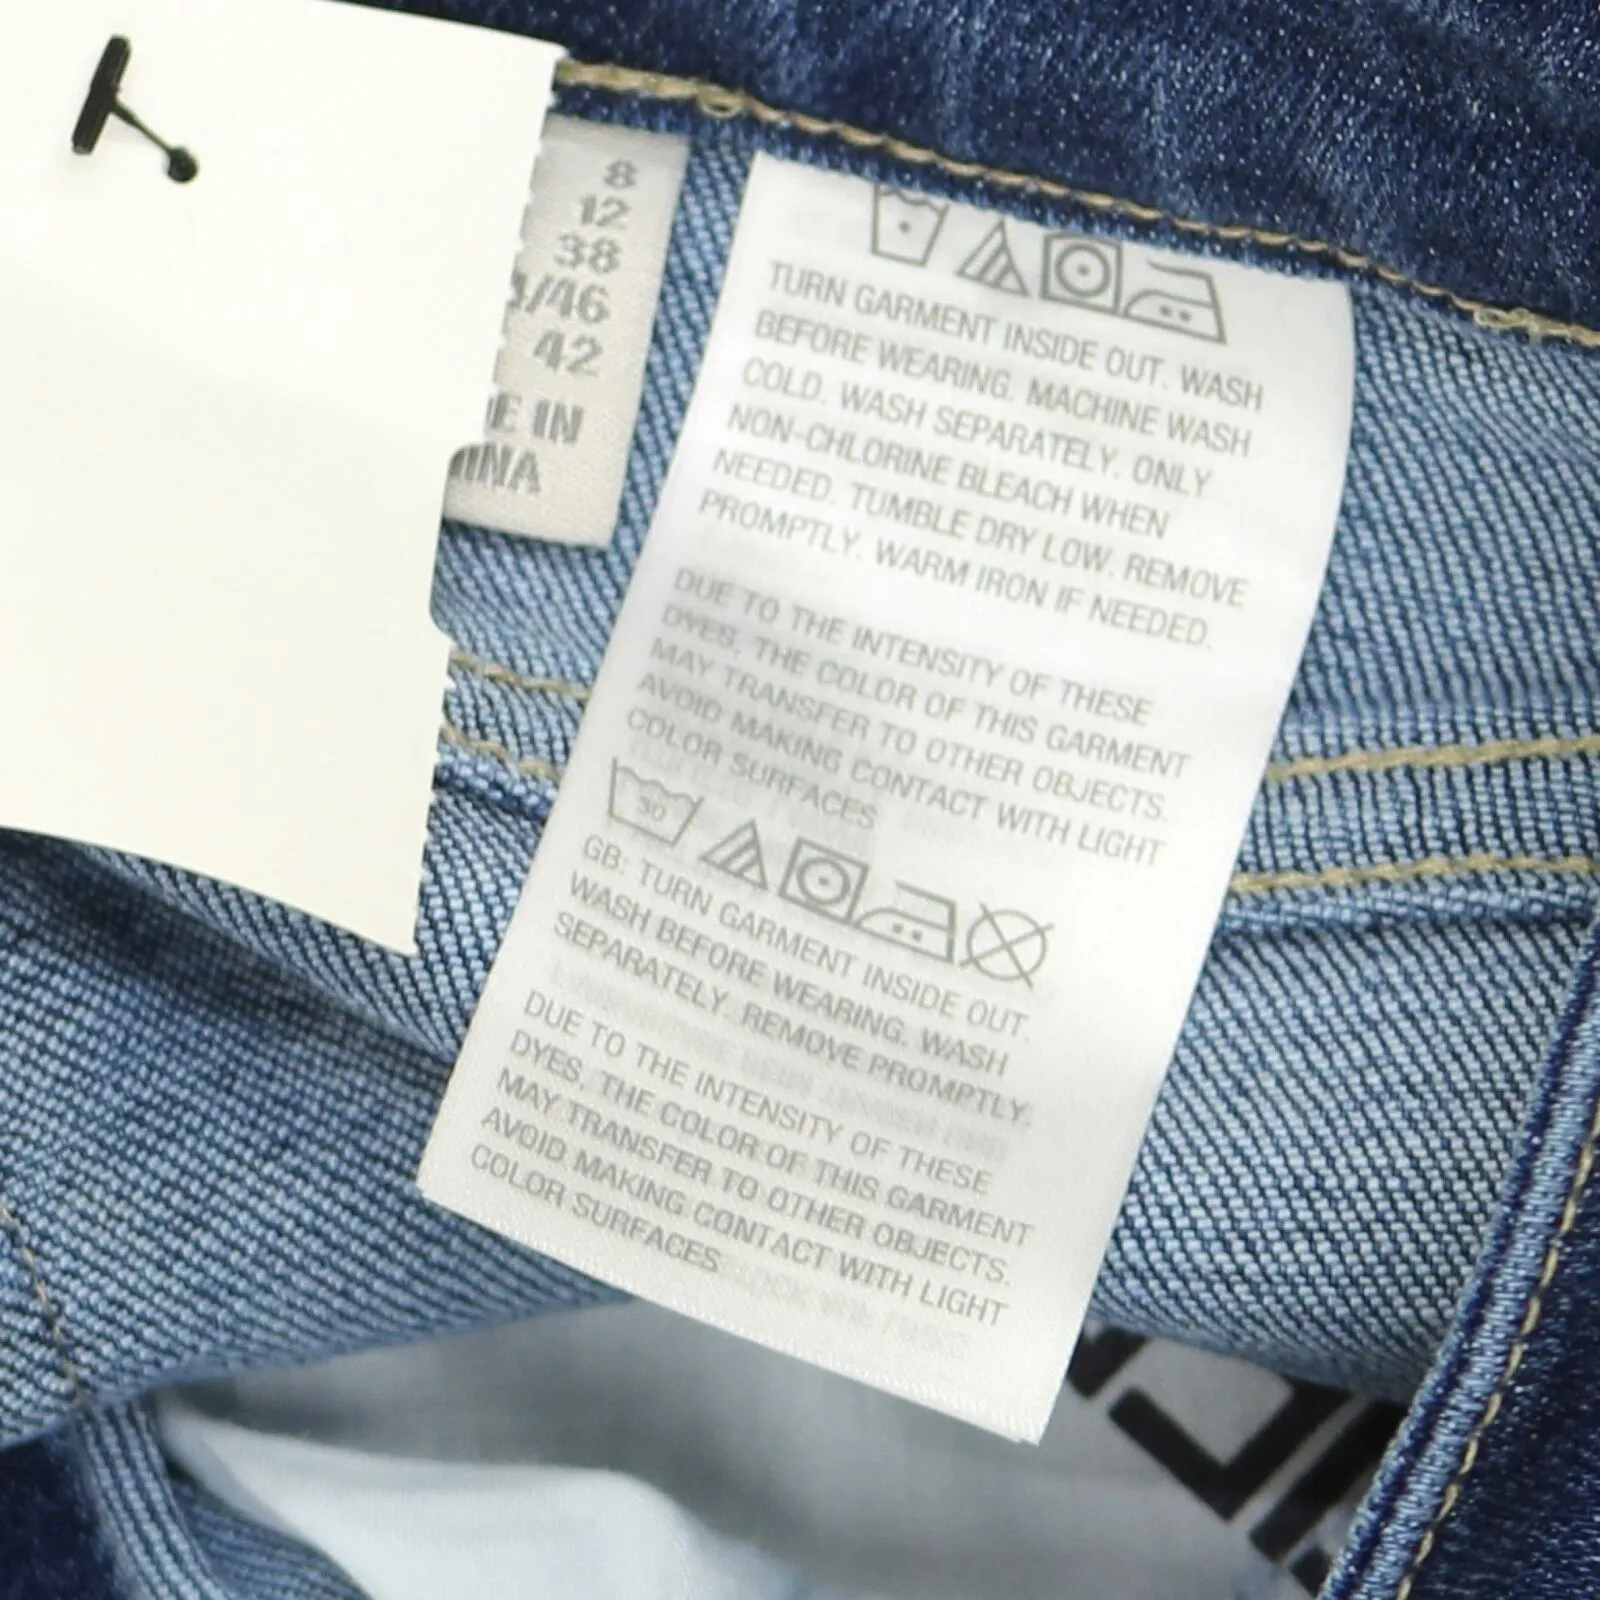 8
12
38
/46
42
E IN
INA
TURN GARMENT INSIDE OUT. WASH
BEFORE WEARING. MACHINE WASH
COLD. WASH SEPARATELY. ONLY
NON-CHLORINE BLEACH WHEN
NEEDED. TUMBLE DRY LOW. REMOVE
PROMPTLY. WARM IRON IF NEEDED.
DUE TO THE INTENSITY OF THESE
DYES, THE COLOR OF THIS GARMENT
MAY TRANSFER TO OTHER OBJECTS.
AVOID MAKING CONTACT WITH LIGHT
COLOR SURFACES
30
GB: TURN GARMENT INSIDE OUT.
WASH BEFORE WEARING. WASH
SEPARATELY. REMOVE PROMPTLY.
DUE TO THE INTENSITY OF THESE
DYES, THE COLOR OF THIS GARMENT
MAY TRANSFER TO OTHER OBJECTS.
AVOID MAKING CONTACT WITH LIGHT
COLOR SURFACES